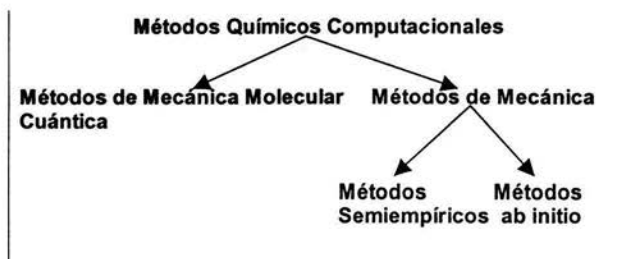 Métodos Químicos Computacionales
Métodos de Mecánica Molecular Métodos de Mecánica
Cuántica
Métodos Métodos
Semiempíricos ab initio